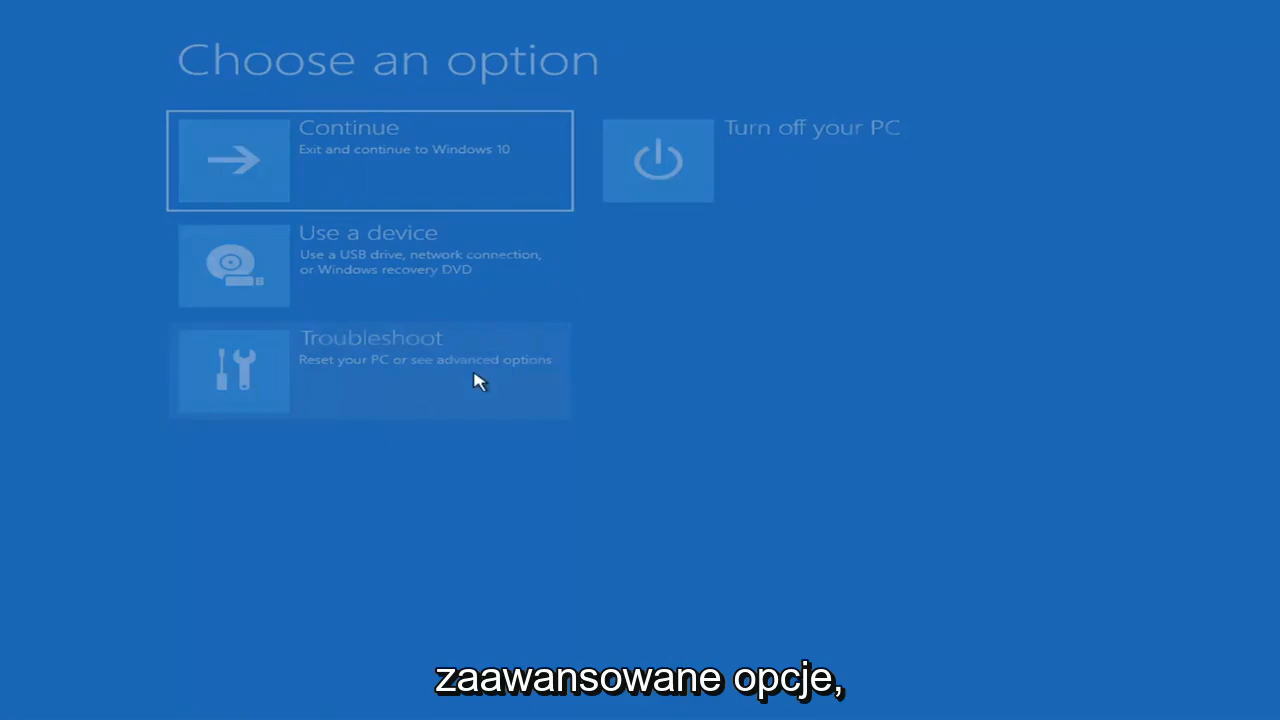 Choose an option
Continue
Exit and continue to Windows 10
Turn off your PC
Use a device
Use a USB drive, network connection,
or Windows recovery DVD
Troubleshoot
Reset your PC or see advanced options
zaawansowane opcje,